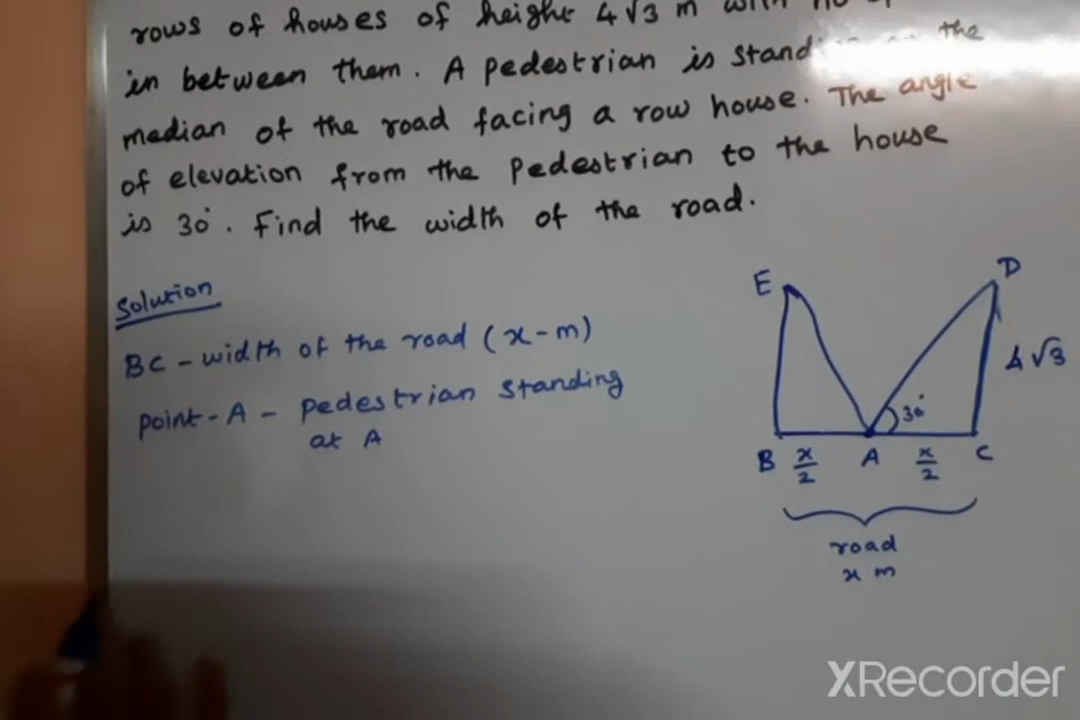 rows of houses of height 4√3 m with no
in between them. A pedestrian is stand the
median of the road facing a row house. The angle
of elevation from the pedestrian to the house
is 30°. Find the width of the road.
Solution
BC - width of the road (x - m)
point - A - pedestrian standing
at A
E
D
4√3
30°
B x/2 A x/2 C
road
x m
XRecorder